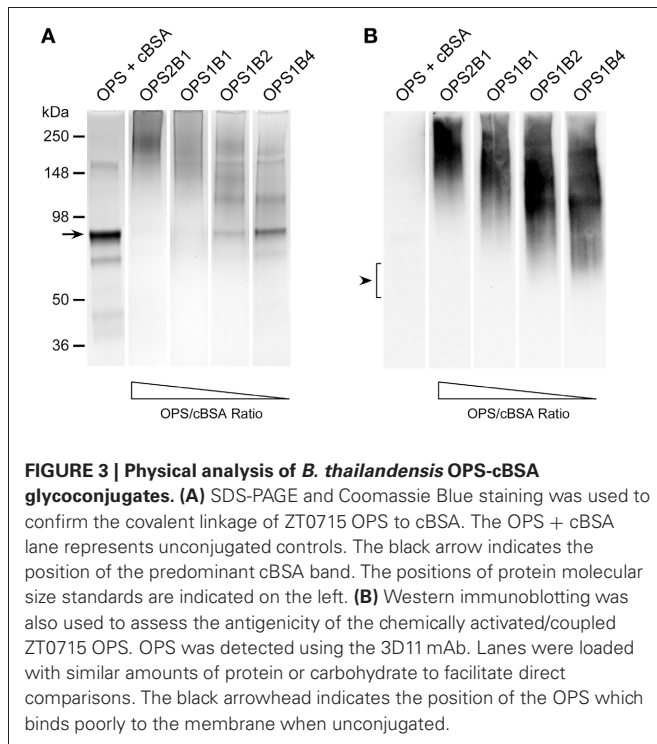 A
B
OPS + cBSA
OPS2B1
OPS1B1
OPS1B2
OPS1B4
OPS + cBSA
OPS2B1
OPS1B1
OPS1B2
OPS1B4
kDa
250
148
98
50
36
OPS/cBSA Ratio
OPS/cBSA Ratio
FIGURE 3 | Physical analysis of B. thailandensis OPS-cBSA
glycoconjugates. (A) SDS-PAGE and Coomassie Blue staining was used to
confirm the covalent linkage of ZT0715 OPS to cBSA. The OPS + cBSA
lane represents unconjugated controls. The black arrow indicates the
position of the predominant cBSA band. The positions of protein molecular
size standards are indicated on the left. (B) Western immunoblotting was
also used to assess the antigenicity of the chemically activated/coupled
ZT0715 OPS. OPS was detected using the 3D11 mAb. Lanes were loaded
with similar amounts of protein or carbohydrate to facilitate direct
comparisons. The black arrowhead indicates the position of the OPS which
binds poorly to the membrane when unconjugated.